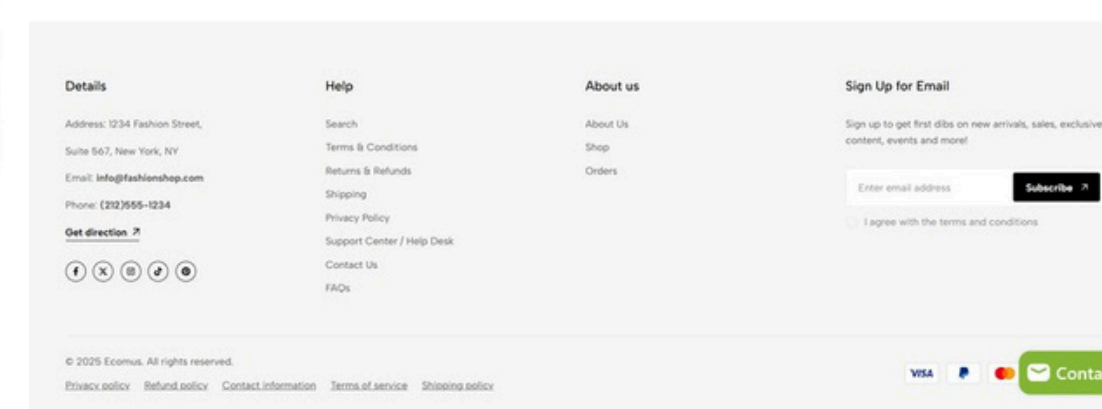 Details
Address: 1234 Fashion Street,
Suite 567, New York, NY
Email: info@fashionshop.com
Phone: (212)555-1234
Get direction
Help
Search
Terms & Conditions
Returns & Refunds
Shipping
Privacy Policy
Support Center / Help Desk
Contact Us
FAQs
About us
About Us
Shop
Orders
Sign Up for Email
Sign up to get first dibs on new arrivals, sales, exclusive
content, events and more!
Enter email address
Subscribe
I agree with the terms and conditions
© 2025 Ecomus. All rights reserved.
Privacy policy Refund policy Contact information Terms of service Shipping policy
VISA
Conta